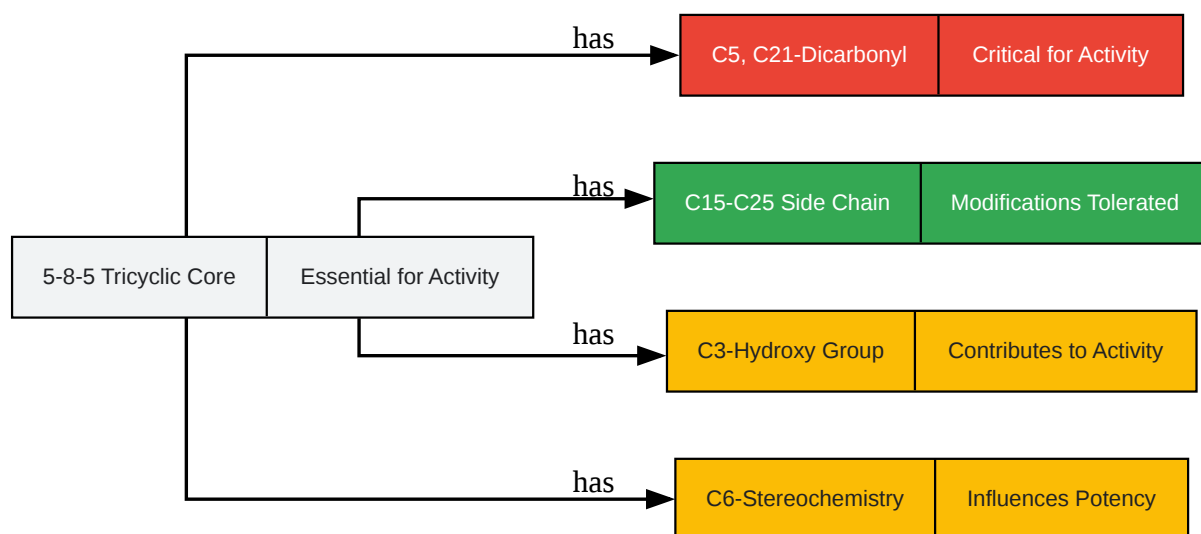 has
C5, C21-Dicarbonyl Critical for Activity
has
C15-C25 Side Chain Modifications Tolerated
5-8-5 Tricyclic Core Essential for Activity
has
C3-Hydroxy Group Contributes to Activity
has
C6-Stereochemistry Influences Potency